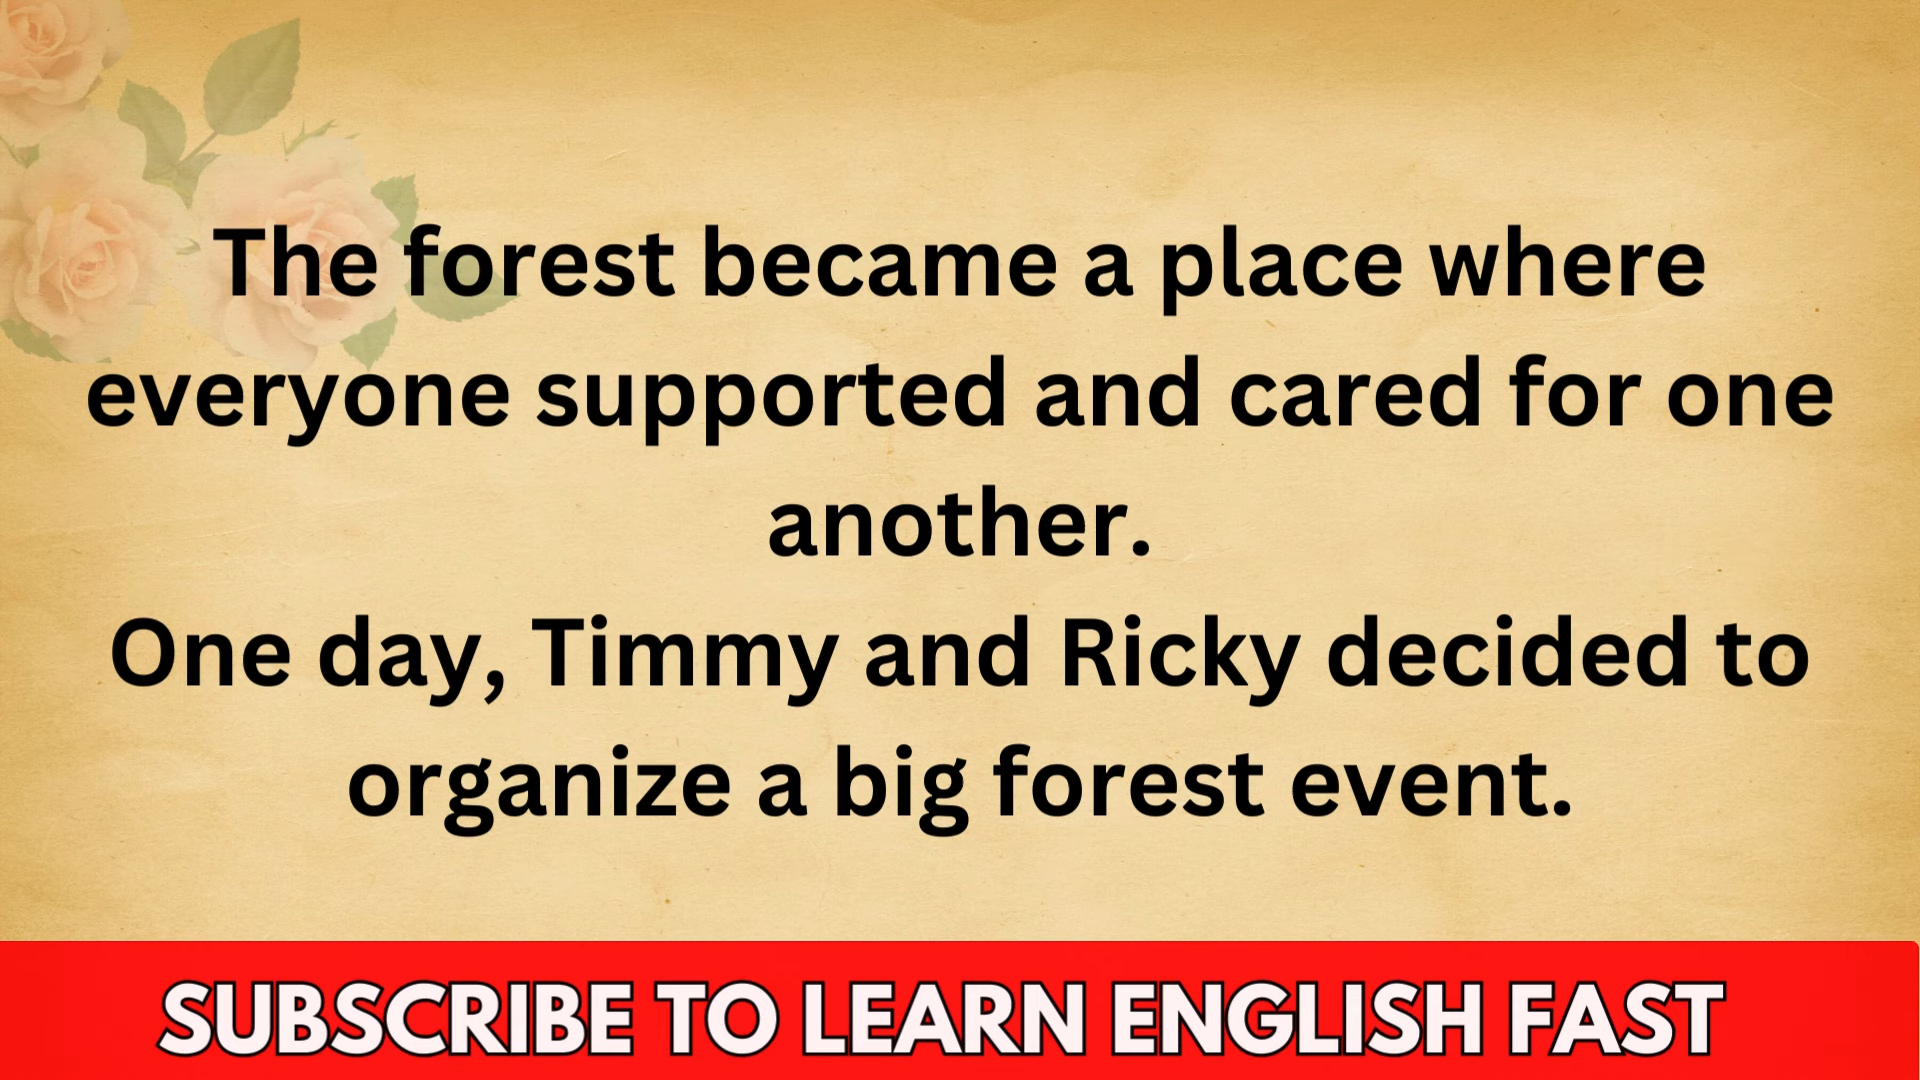 The forest became a place where
everyone supported and cared for one
another.
One day, Timmy and Ricky decided to
organize a big forest event.
SUBSCRIBE TO LEARN ENGLISH FAST